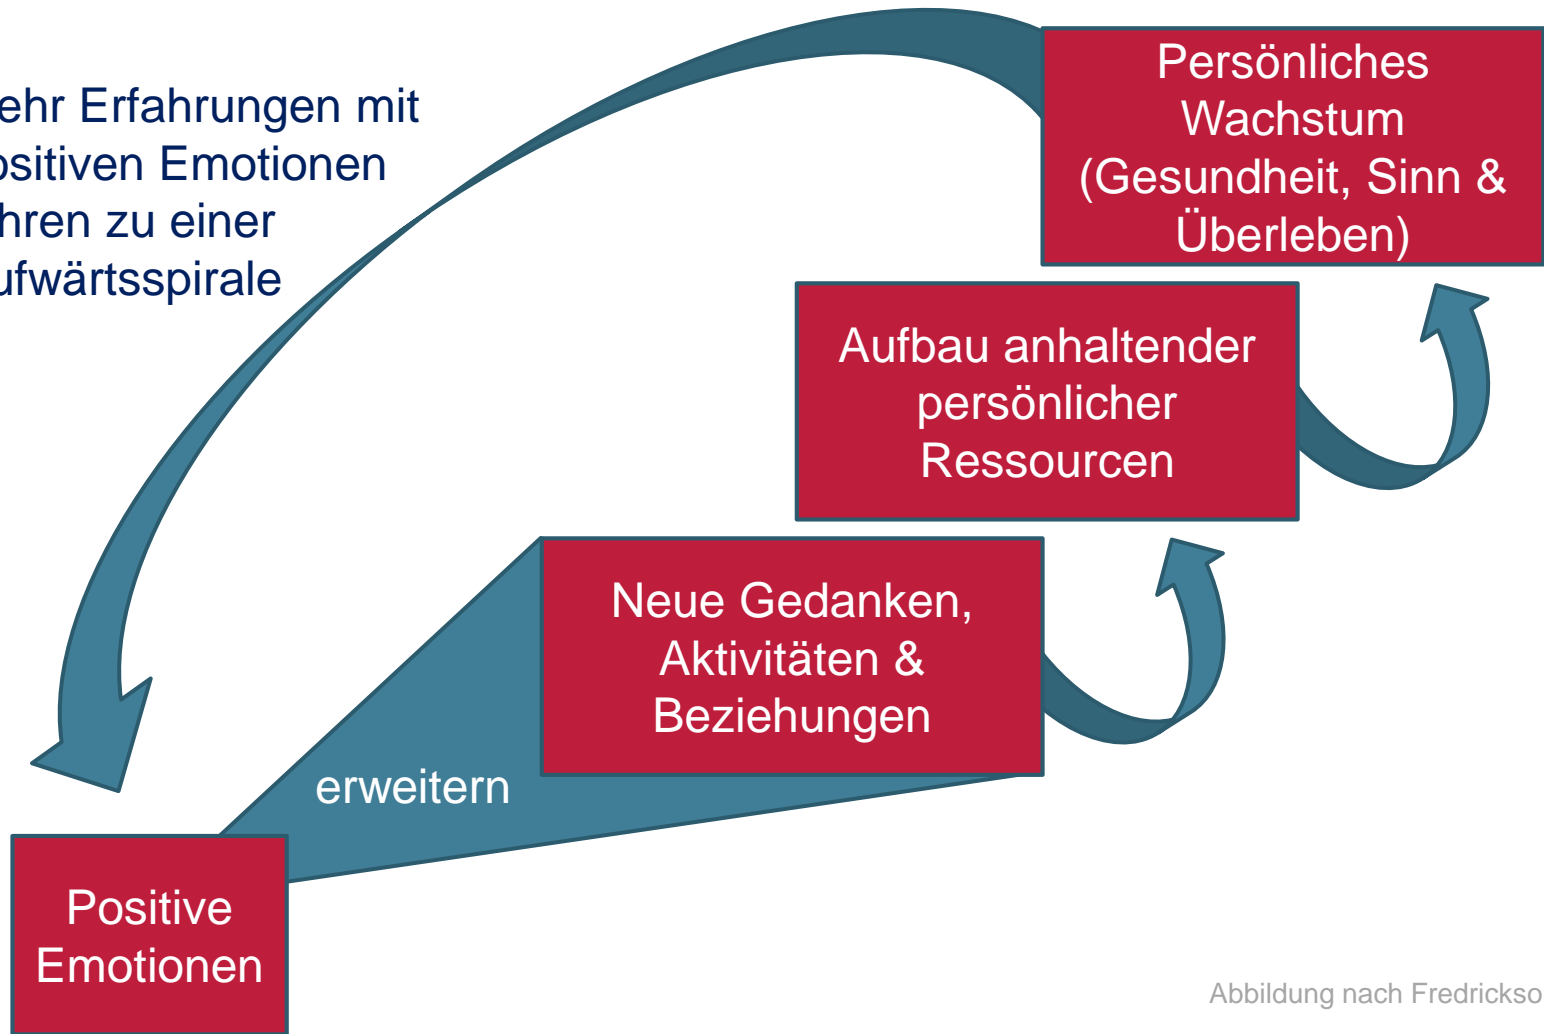 ehr Erfahrungen mit
ositiven Emotionen
hren zu einer
ufwärtsspirale
Persönliches
Wachstum
(Gesundheit, Sinn &
Überleben)
Aufbau anhaltender
persönlicher
Ressourcen
Neue Gedanken,
Aktivitäten &
Beziehungen
erweitern
Positive
Emotionen
Abbildung nach Fredrickso